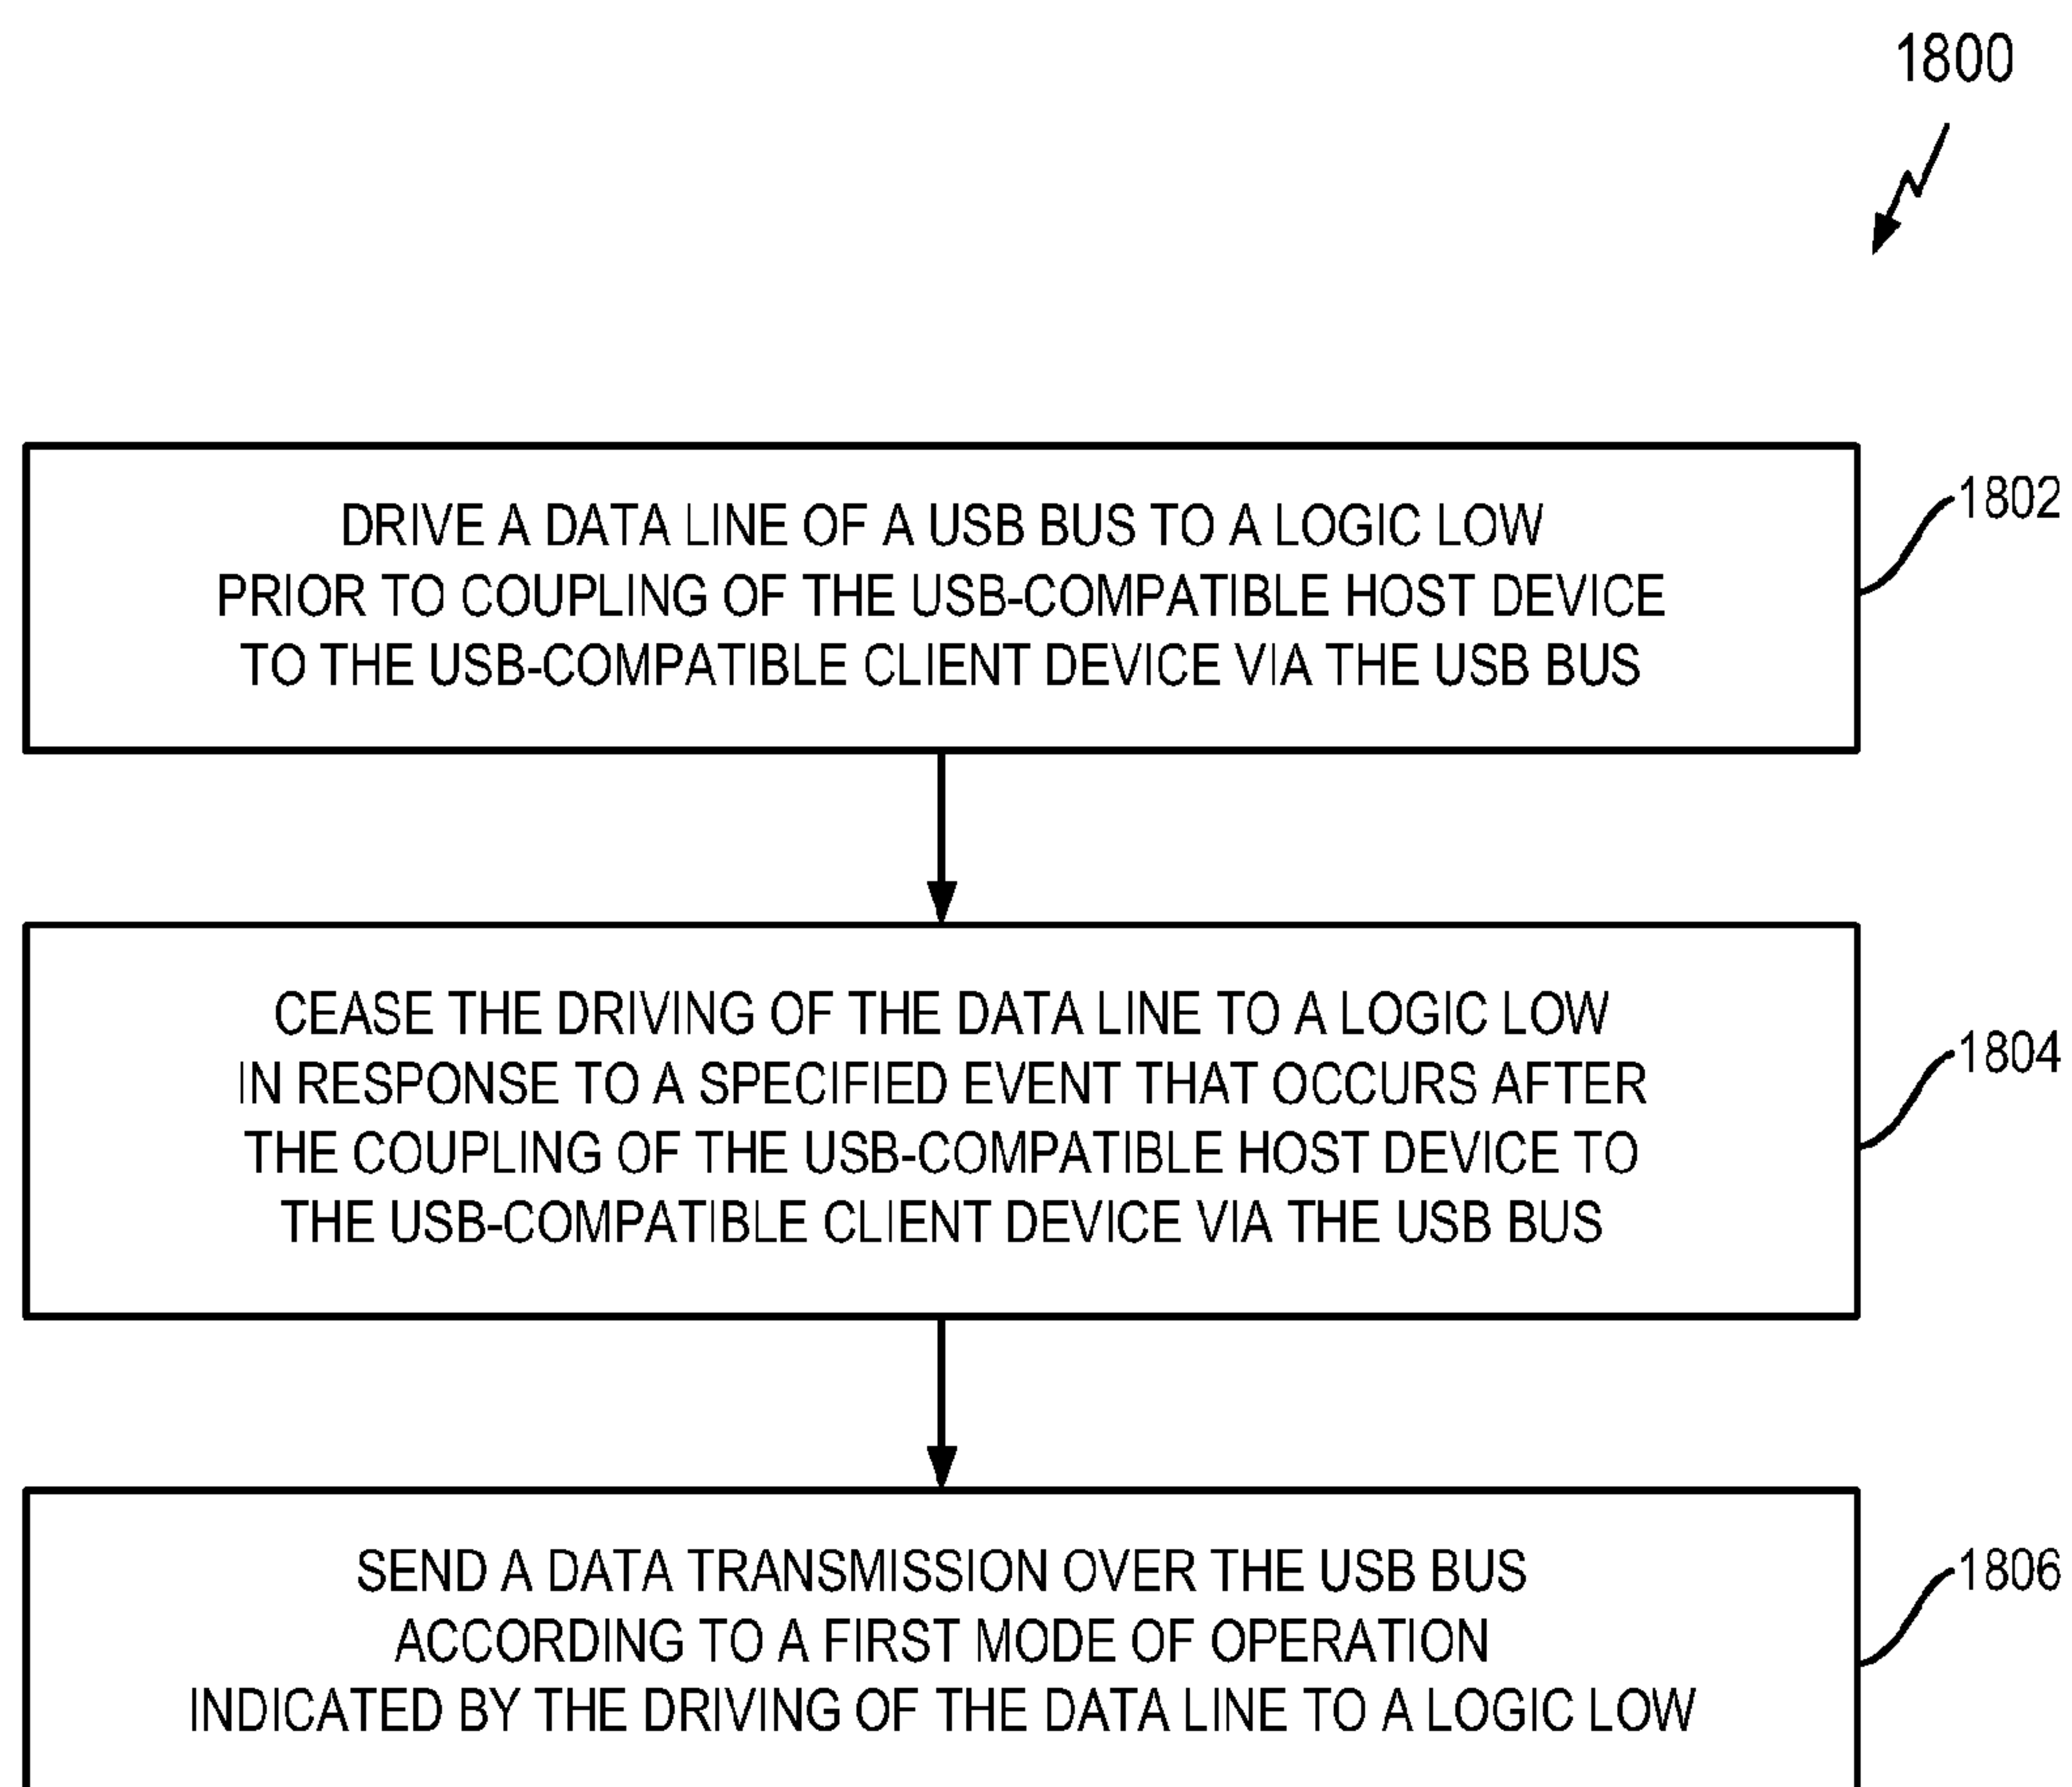 1800
DRIVE A DATA LINE OF A USB BUS TO A LOGIC LOW
PRIOR TO COUPLING OF THE USB-COMPATIBLE HOST DEVICE
TO THE USB-COMPATIBLE CLIENT DEVICE VIA THE USB BUS
1802
CEASE THE DRIVING OF THE DATA LINE TO A LOGIC LOW
IN RESPONSE TO A SPECIFIED EVENT THAT OCCURS AFTER
THE COUPLING OF THE USB-COMPATIBLE HOST DEVICE TO
THE USB-COMPATIBLE CLIENT DEVICE VIA THE USB BUS
1804
SEND A DATA TRANSMISSION OVER THE USB BUS
ACCORDING TO A FIRST MODE OF OPERATION
INDICATED BY THE DRIVING OF THE DATA LINE TO A LOGIC LOW
1806